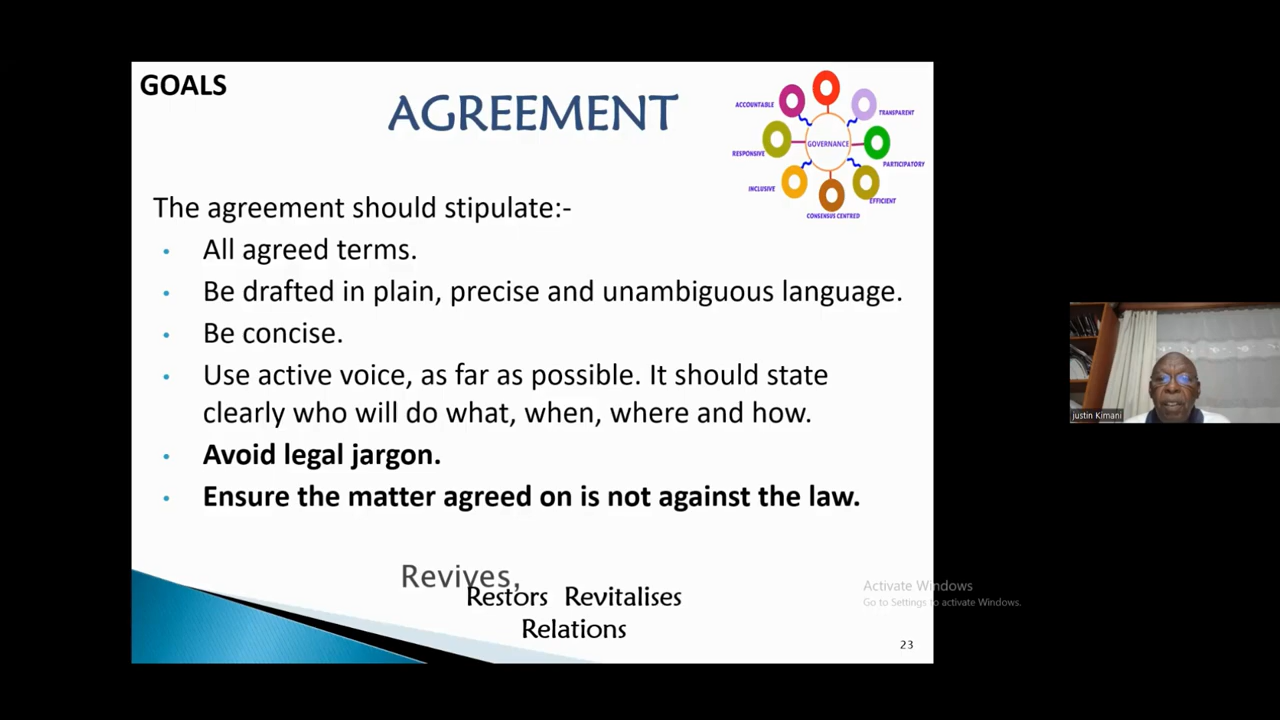 GOALS
AGREEMENT
ACCOUNTABLE
TRANSPARENT
GOVERNANCE
RESPONSIVE
PARTICIPATORY
INCLUSIVE
EFFICIENT
CONSENSUS CENTRED
The agreement should stipulate:-
• All agreed terms.
• Be drafted in plain, precise and unambiguous language.
• Be concise.
• Use active voice, as far as possible. It should state
clearly who will do what, when, where and how.
• Avoid legal jargon.
• Ensure the matter agreed on is not against the law.
Revives,
Restors Revitalises
Relations
23
justin Kimani
Activate Windows
Go to Settings to activate Windows.